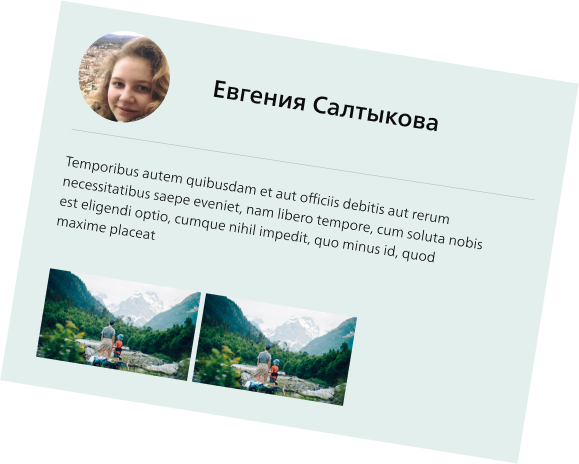 Евгения Салтыкова
Temporibus autem quibusdam et aut officiis debitis aut rerum
necessitatibus saepe eveniet, nam libero tempore, cum soluta nobis
est eligendi optio, cumque nihil impedit, quo minus id, quod
maxime placeat